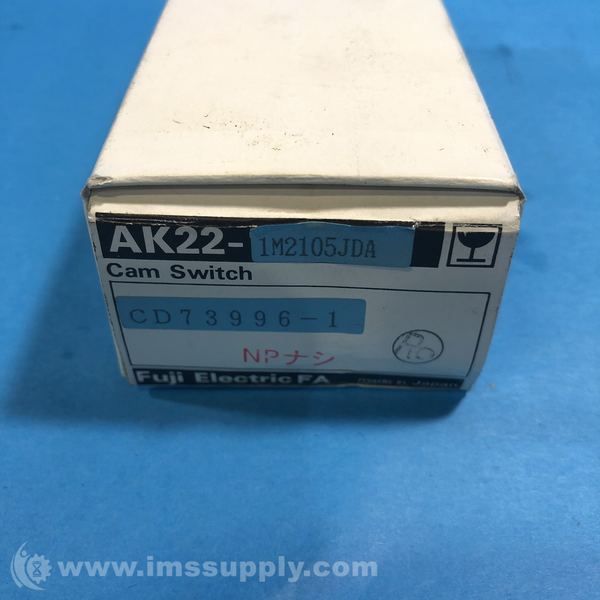 AK22- 1M2105JDA
Cam Switch
CD73996-1
NPナシ
Fuji Electric FA Made in Japan
www.imssupply.com